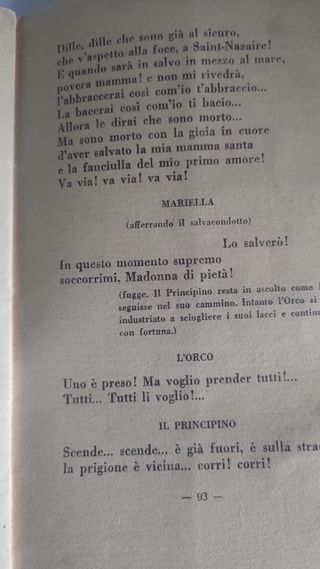 Dille, dille che sono già al sicuro,
che v'aspetto alla foce, a Saint-Nazaire!
E quando sarà in salvo in mezzo al mare,
povera mamma! e non mi rivedrà,
l'abbraccerai così com'io t'abbraccio...
La bacerai così com'io ti bacio...
Allora le dirai che sono morto...
Ma sono morto con la gioia in cuore
d'aver salvato la mia mamma santa
e la fanciulla del mio primo amore!
Va via! va via! va via!
MARIELLA
(afferrando il salvacondotto)
Lo salverò!
In questo momento supremo
soccorrimi, Madonna di pietà!
(fugge. Il Principino resta in ascolto come
seguisse nel suo cammino. Intanto l'Orco si
industriato a sciogliere i suoi lacci e
con fortuna.)
L'ORCO
Uno è preso! Ma voglio prender tutti!...
Tutti... Tutti li voglio!...
IL PRINCIPINO
Scende... scende... è già fuori, è sulla
la prigione è vicina... corri! corri!
— 93 —